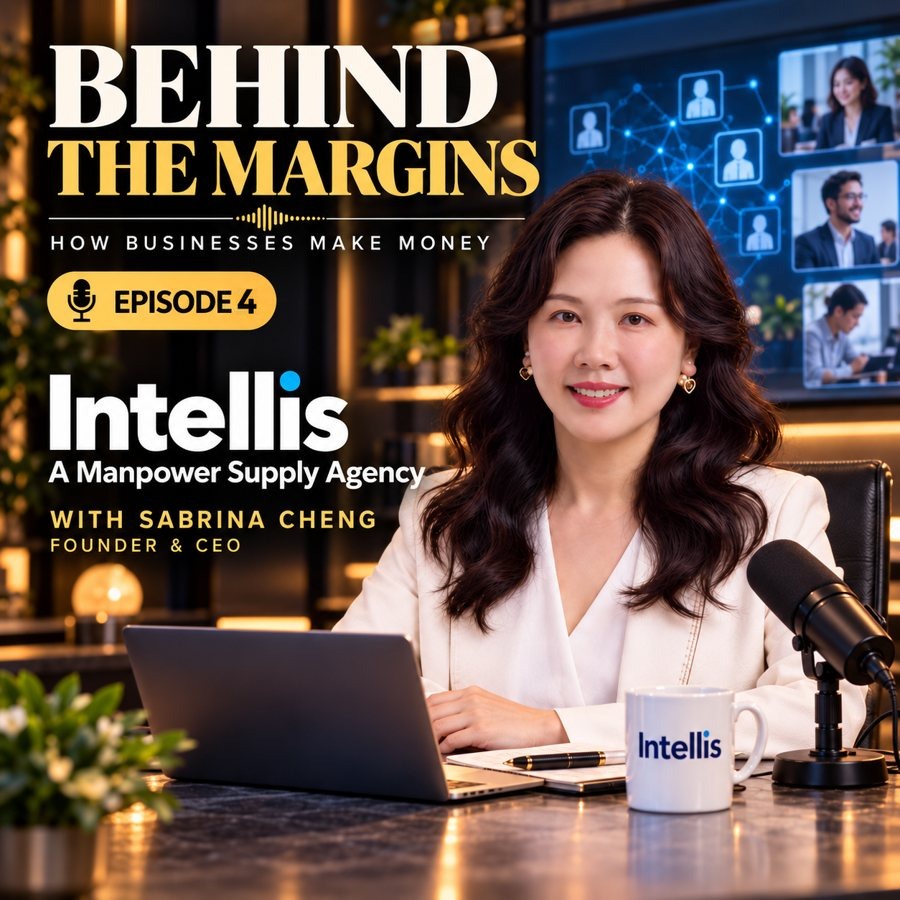 BEHIND
THE MARGINS
HOW BUSINESSES MAKE MONEY
EPISODE 4
Intellis
A Manpower Supply Agency
WITH SABRINA CHENG
FOUNDER & CEO
Intellis